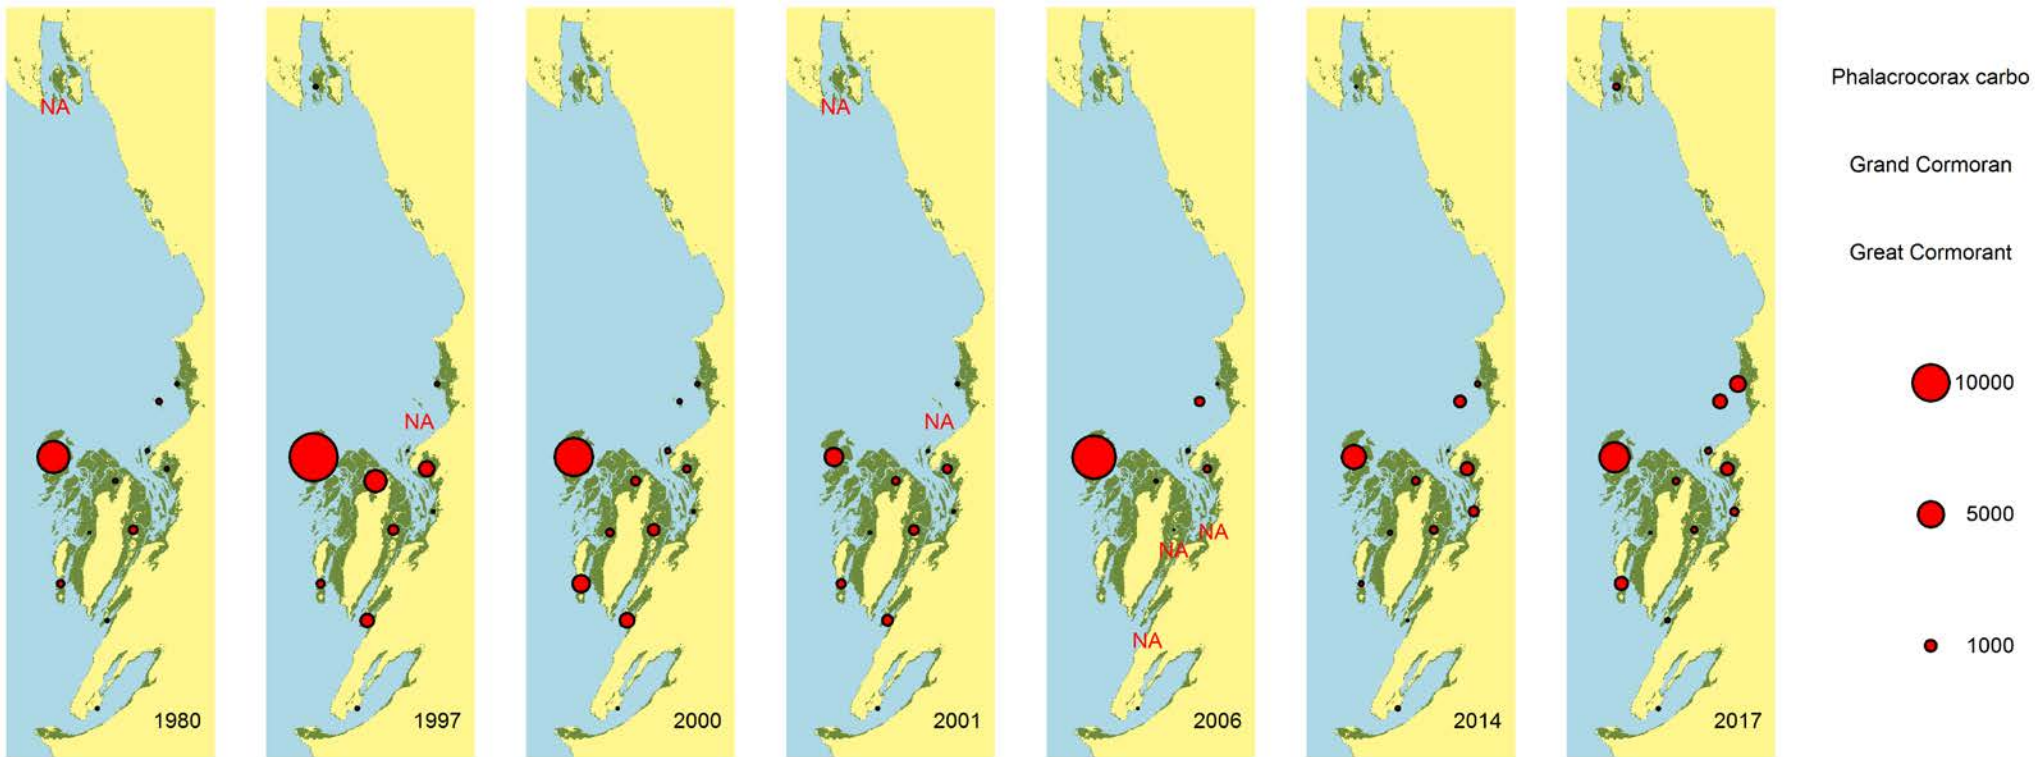 Phalacrocorax carbo
Grand Cormoran
Great Cormorant
10000
5000
1000
NA
1980
NA
1997
2000
NA
NA
2001
NA
NA
NA
2006
2014
2017